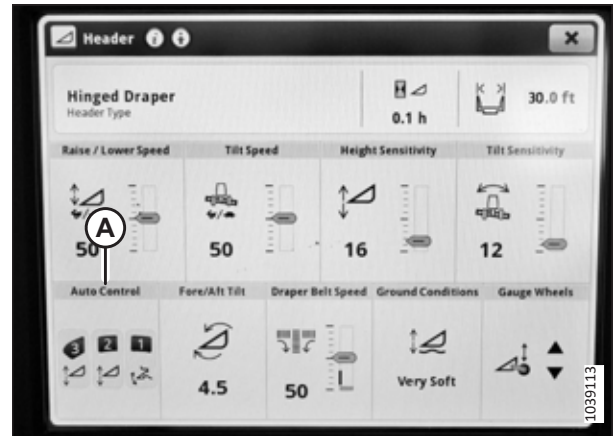 Header
Hinged Draper
Header Type
0.1 h
30.0 ft
Raise / Lower Speed
Tilt Speed
Height Sensitivity
Tilt Sensitivity
A
50
50
16
12
Auto Control
Fore/Aft Tilt
Draper Belt Speed
Ground Conditions
Gauge Wheels
3
2
1
4.5
50
Very Soft
1039113